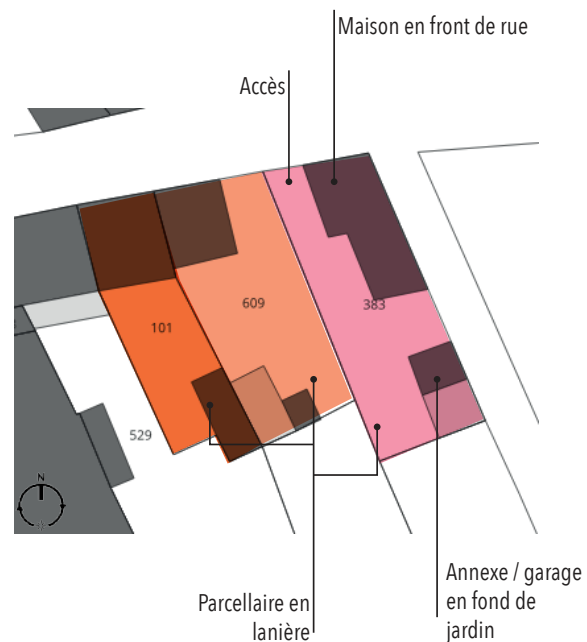 Maison en front de rue
Accès
383
609
101
529
N
Parcellaire en
lanière
Annexe / garage
en fond de
jardin